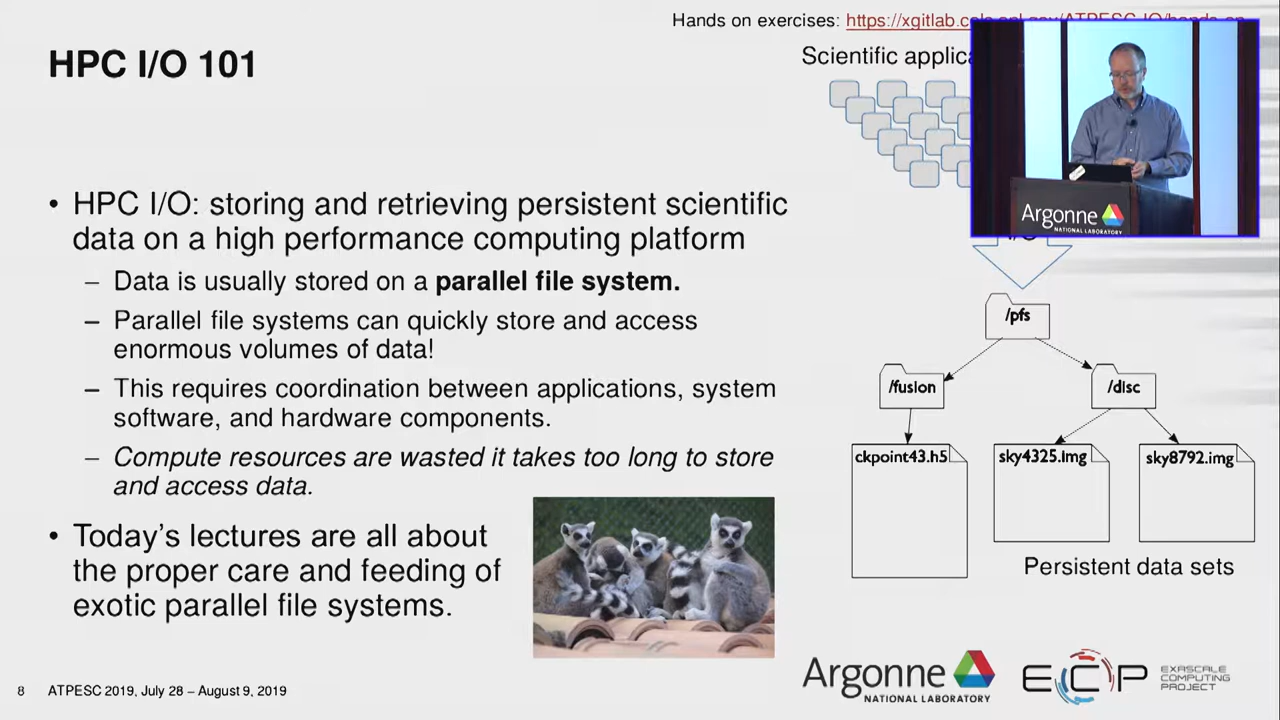 Hands on exercises: https://xgitlab.
HPC I/O 101
Scientific
• HPC I/O: storing and retrieving persistent scientific
data on a high performance computing platform
– Data is usually stored on a parallel file system.
– Parallel file systems can quickly store and access
enormous volumes of data!
– This requires coordination between applications, system
software, and hardware components.
– Compute resources are wasted it takes too long to store
and access data.
• Today's lectures are all about
the proper care and feeding of
exotic parallel file systems.
Argonne
NATIONAL LABORATORY
/pfs
/fusion
/disc
ckpoint43.h5
sky4325.img
sky8792.img
Persistent data sets
8
ATPESC 2019, July 28 – August 9, 2019
Argonne
NATIONAL LABORATORY
ECP
EXASCALE
COMPUTING
PROJECT